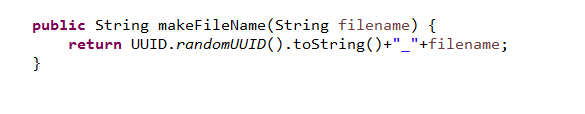 public String makeFileName(String filename) {
    return UUID.randomUUID().toString()+"_"+filename;
}